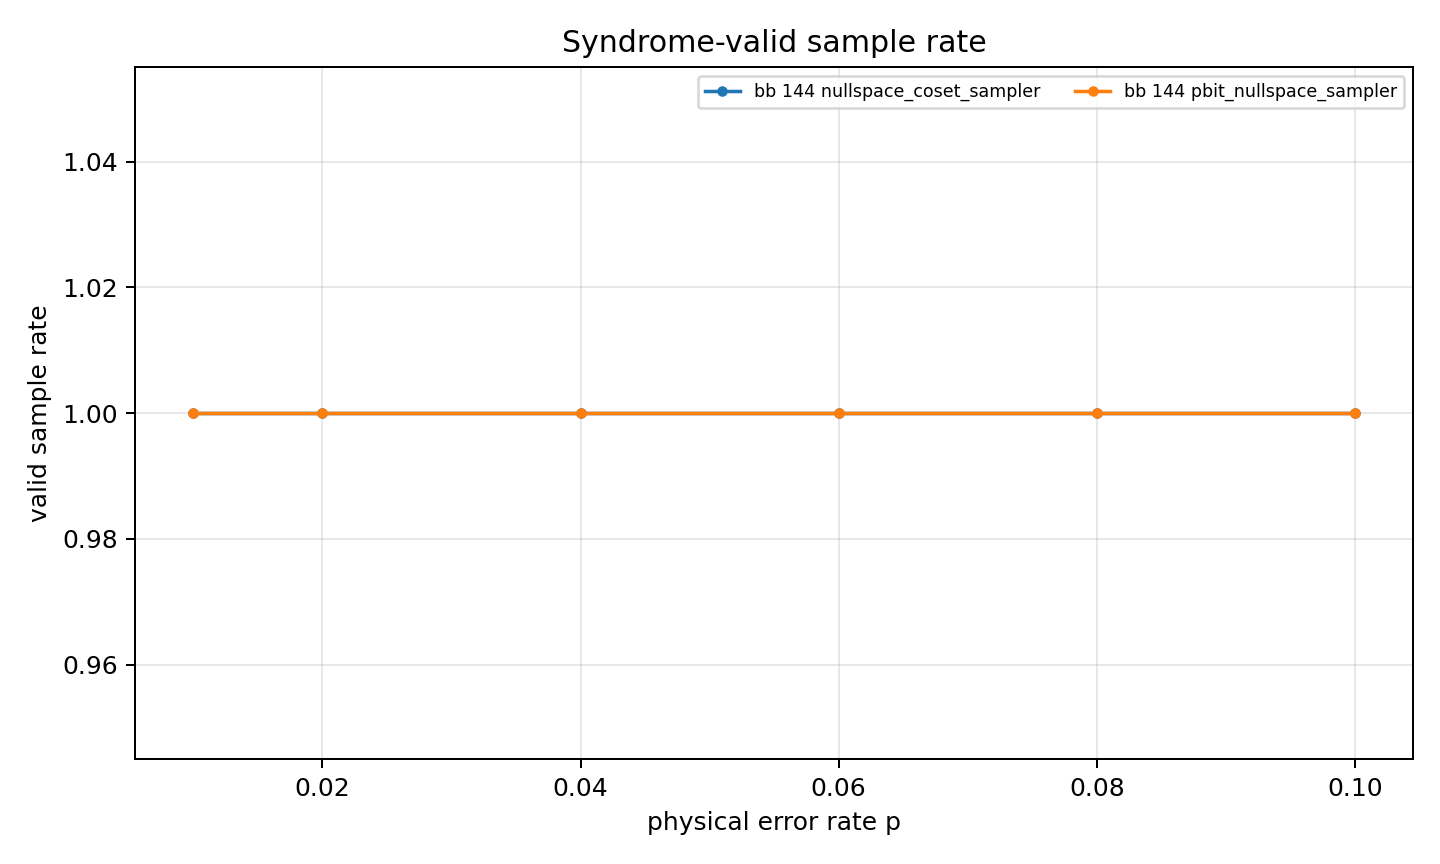 Syndrome-valid sample rate
bb 144 nullspace_coset_sampler
bb 144 pbit_nullspace_sampler
valid sample rate
1.04
1.02
1.00
0.98
0.96
0.02
0.04
0.06
0.08
0.10
physical error rate p